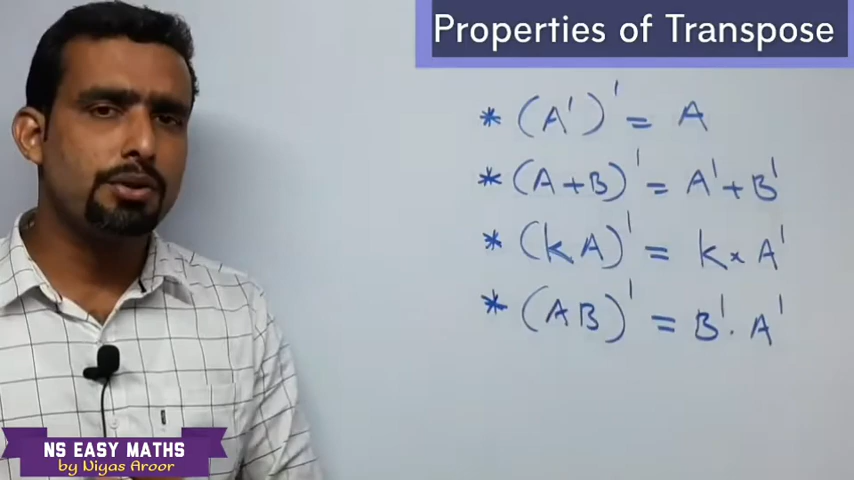 Properties of Transpose
* (A')' = A
* (A+B)' = A' + B'
* (kA)' = k × A'
* (AB)' = B' . A'
NS EASY MATHS
by Niyas Aroor